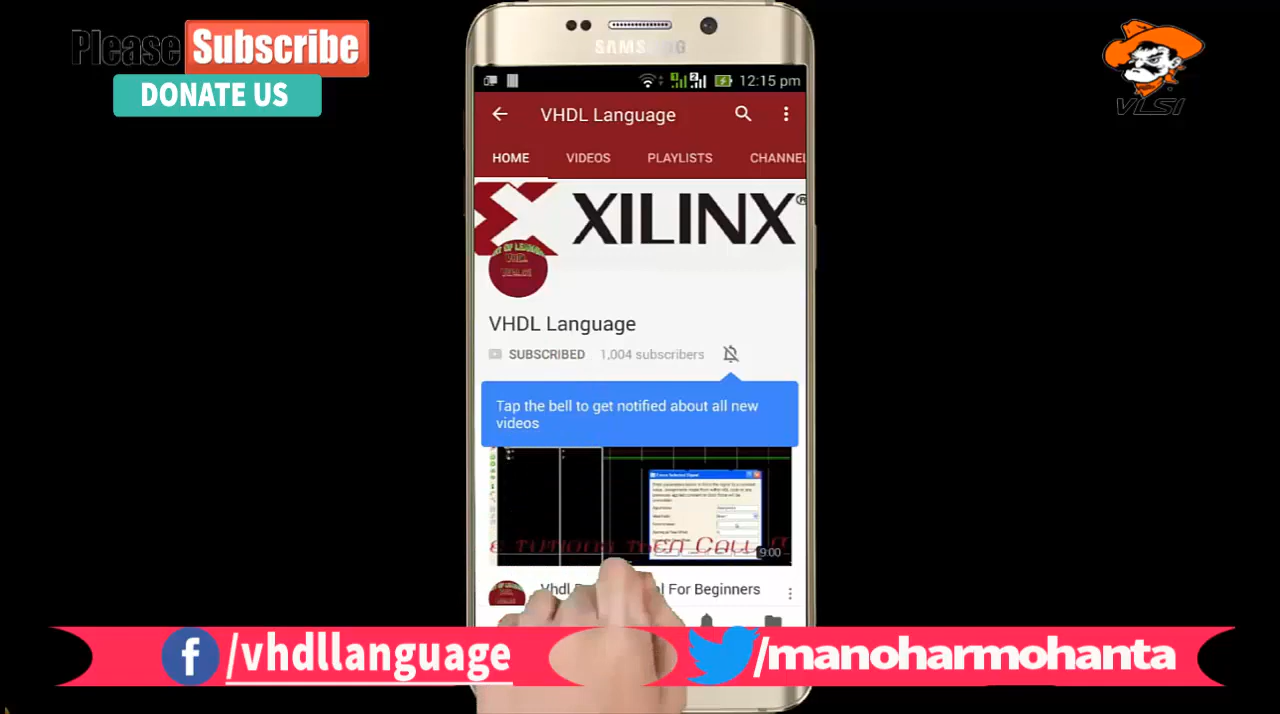 Please Subscribe
DONATE US
VLSI
SAMSUNG
12:15 pm
VHDL Language
HOME VIDEOS PLAYLISTS CHANNEL
XILINX
VHDL Language
SUBSCRIBED 1,004 subscribers
Tap the bell to get notified about all new
videos
9:00
Vhdl For Beginners
f /vhdllanguage
/manoharmohanta